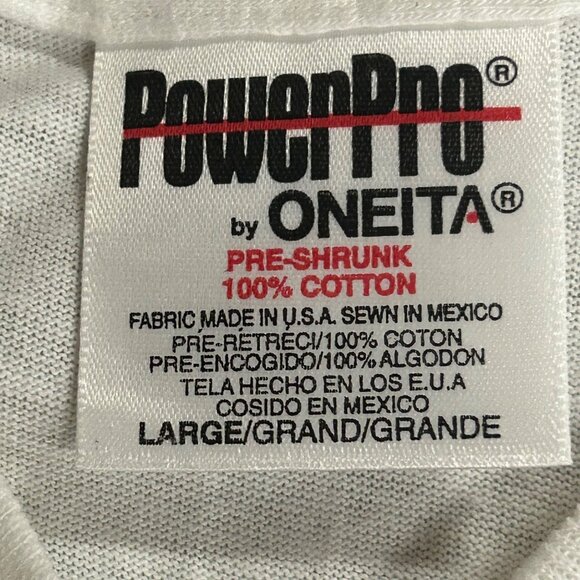 PowerPro®
by ONEITA®
PRE-SHRUNK
100% COTTON
FABRIC MADE IN U.S.A. SEWN IN MEXICO
PRE-RETRECI/100% COTON
PRE-ENCOGIDO/100% ALGODON
TELA HECHO EN LOS E.U.A
COSIDO EN MEXICO
LARGE/GRAND/GRANDE